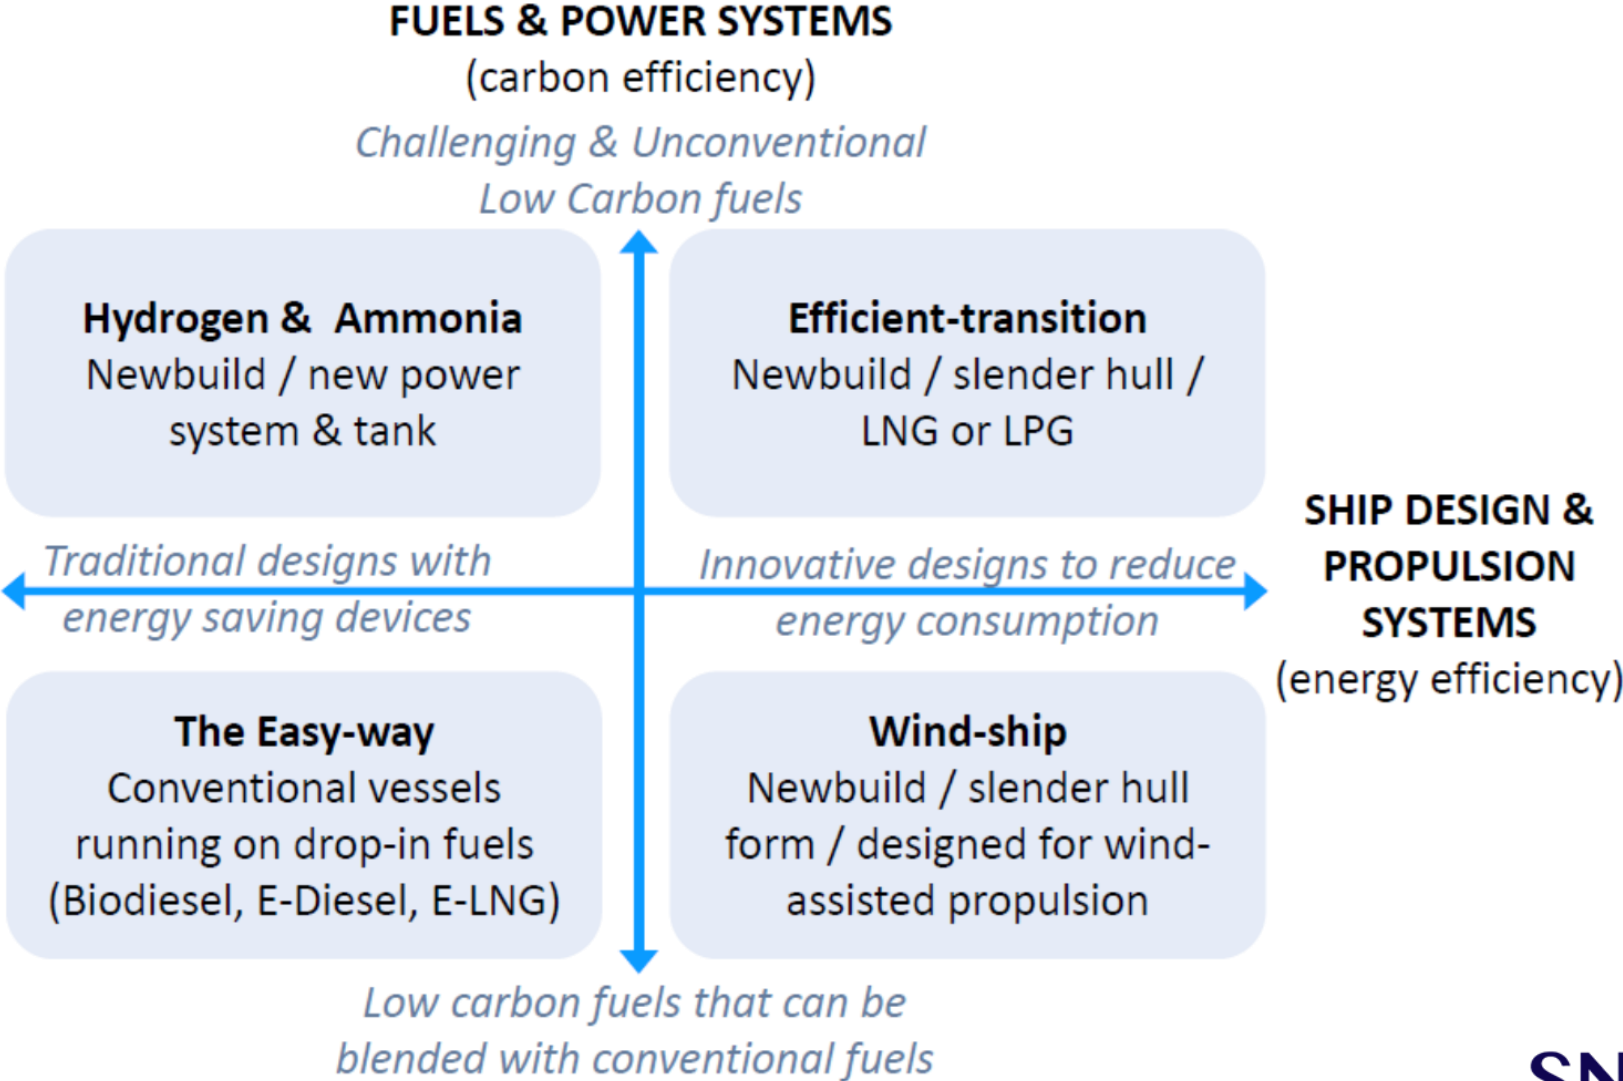 FUELS & POWER SYSTEMS
(carbon efficiency)
Challenging & Unconventional
Low Carbon fuels
Hydrogen & Ammonia
Newbuild / new power
system & tank
Efficient-transition
Newbuild / slender hull /
LNG or LPG
Traditional designs with
energy saving devices
Innovative designs to reduce
energy consumption
SHIP DESIGN &
PROPULSION
SYSTEMS
(energy efficiency)
The Easy-way
Conventional vessels
running on drop-in fuels
(Biodiesel, E-Diesel, E-LNG)
Wind-ship
Newbuild / slender hull
form / designed for wind-
assisted propulsion
Low carbon fuels that can be
blended with conventional fuels